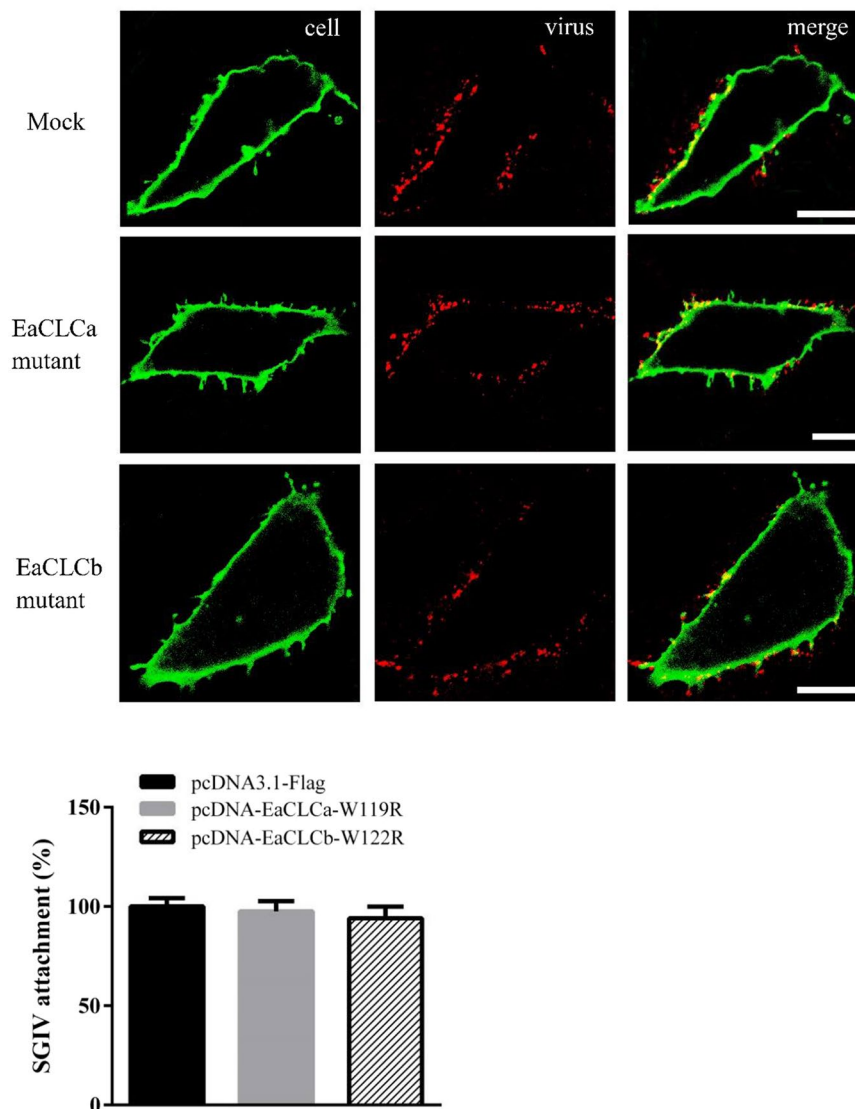 cell virus merge
Mock
EaCLCa
mutant
EaCLCb
mutant
pcDNA3.1-Flag
pcDNA-EaCLCa-W119R
pcDNA-EaCLCb-W122R
SGIV attachment (%)
150
100
50
0